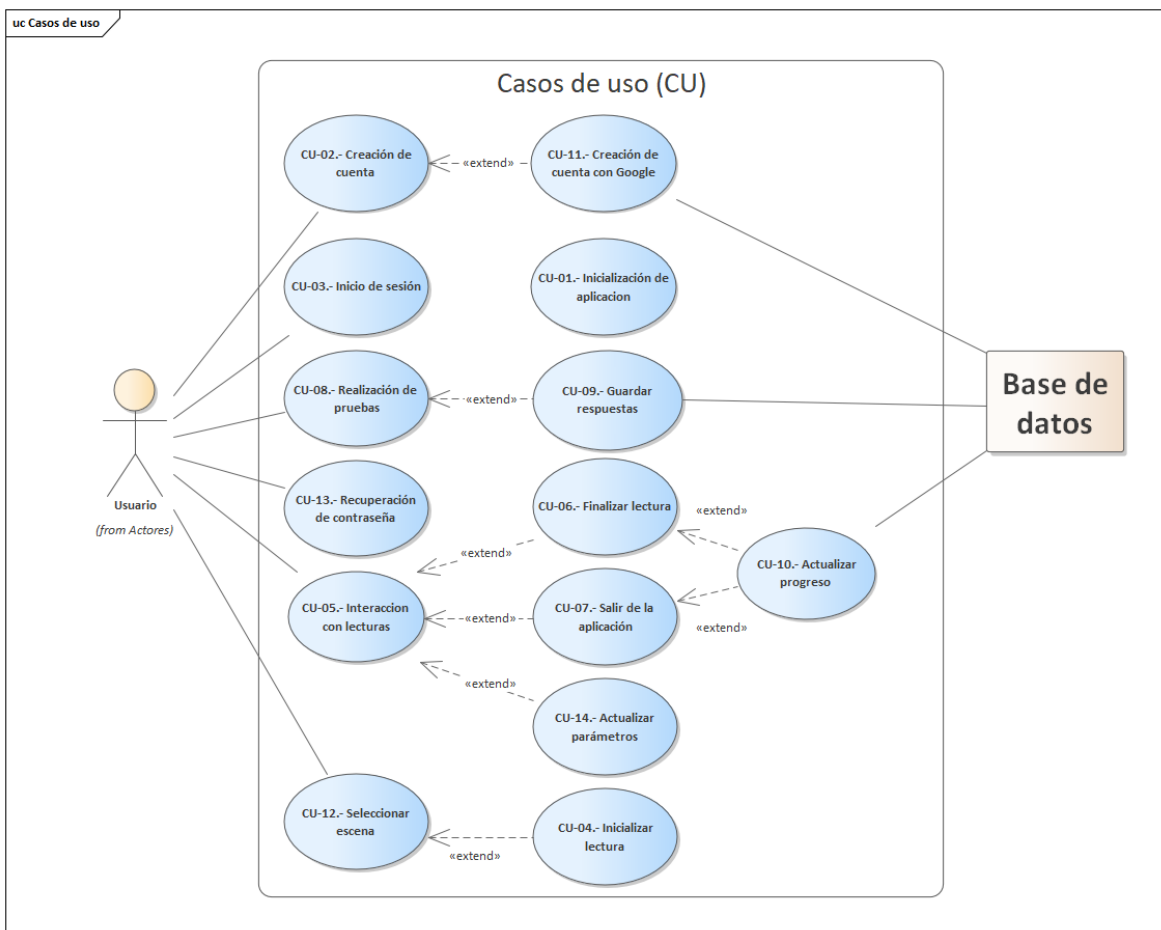 uc Casos de uso
Casos de uso (CU)
CU-02.- Creación de
cuenta
«extend»
CU-11.- Creación de
cuenta con Google
CU-03.- Inicio de sesión
CU-01.- Inicialización de
aplicacion
CU-08.- Realización de
pruebas
«extend»
CU-09.- Guardar
respuestas
Base de
datos
Usuario
(from Actores)
CU-13.- Recuperación
de contraseña
CU-06.- Finalizar lectura
«extend»
«extend»
CU-10.- Actualizar
progreso
CU-05.- Interaccion
con lecturas
«extend»
CU-07.- Salir de la
aplicación
«extend»
«extend»
CU-14.- Actualizar
parámetros
CU-12.- Seleccionar
escena
«extend»
CU-04.- Inicializar
lectura